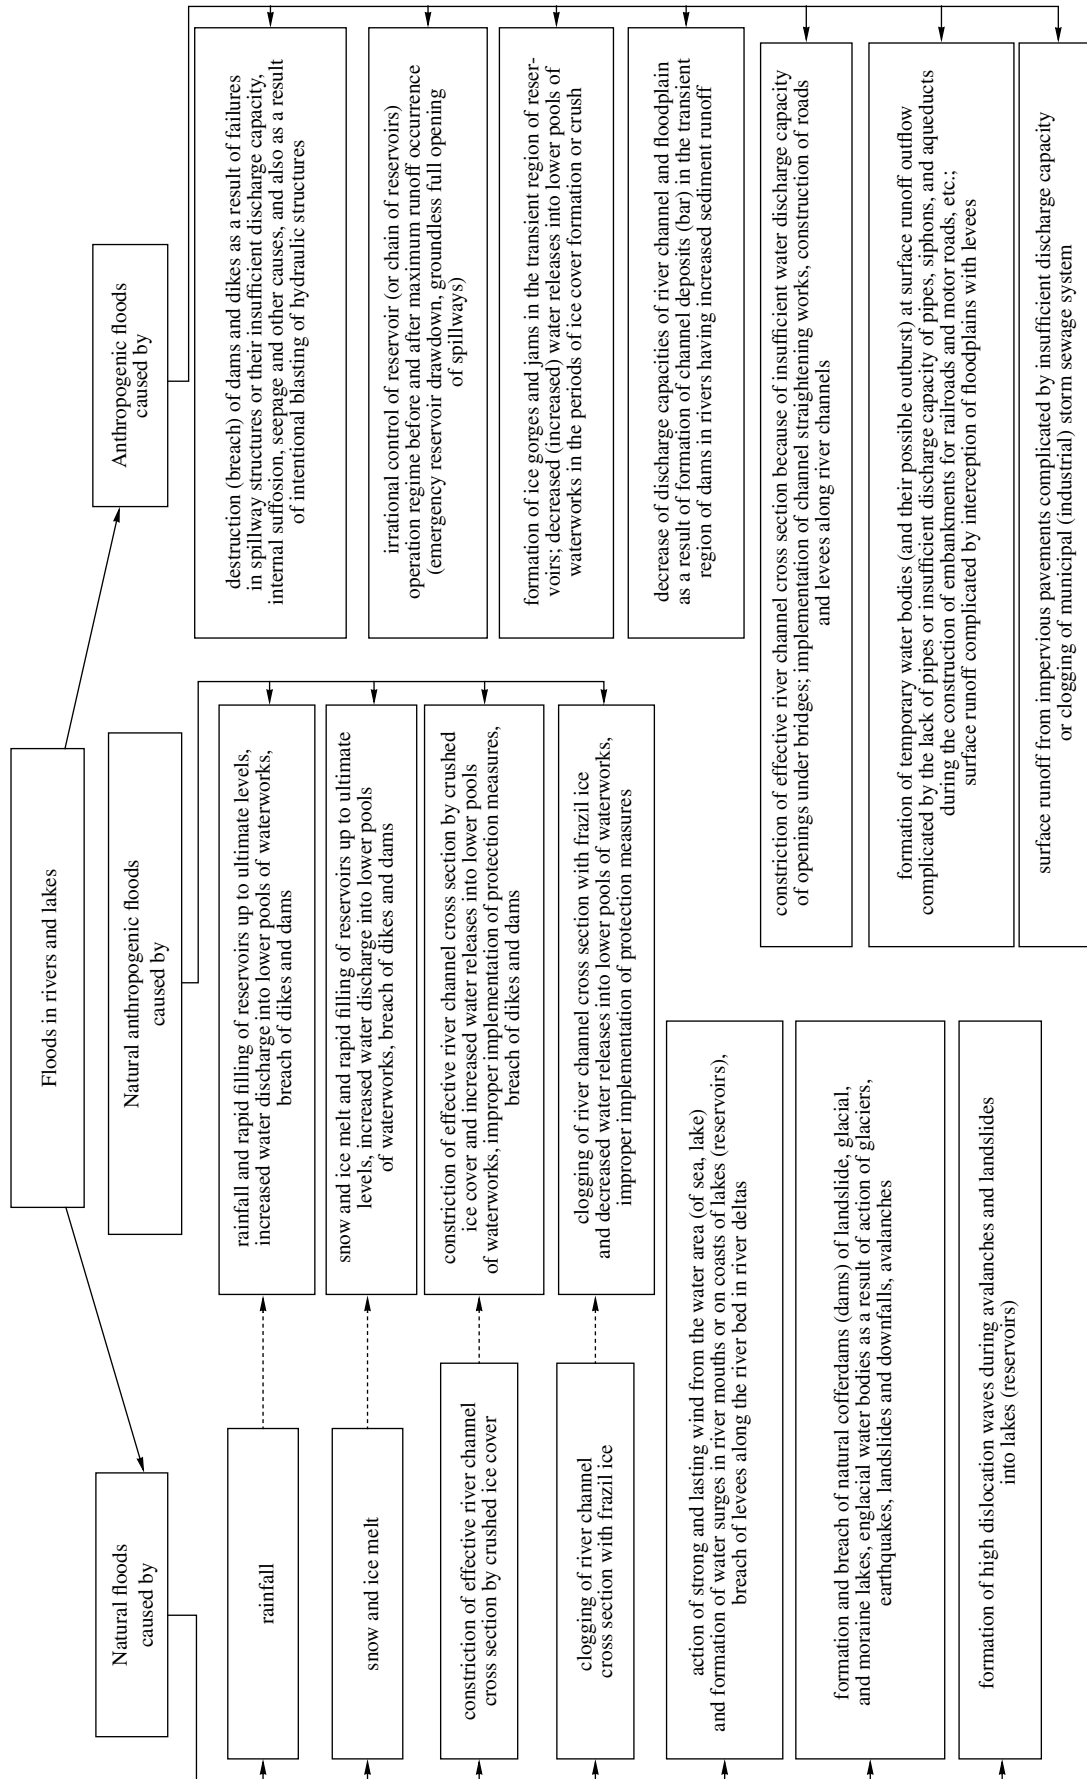 Floods in rivers and lakes
Natural floods
caused by
Natural anthropogenic floods
caused by
Anthropogenic floods
caused by
rainfall
snow and ice melt
constriction of effective river channel
cross section by crushed ice cover
clogging of river channel
cross section with frazil ice
action of strong and lasting wind from the water area (of sea, lake)
and formation of water surges in river mouths or on coasts of lakes (reservoirs),
breach of levees along the river bed in river deltas
formation and breach of natural cofferdams (dams) of landslide, glacial,
and moraine lakes, englacial water bodies as a result of action of glaciers,
earthquakes, landslides and downfalls, avalanches
formation of high dislocation waves during avalanches and landslides
into lakes (reservoirs)
rainfall and rapid filling of reservoirs up to ultimate levels,
increased water discharge into lower pools of waterworks,
breach of dikes and dams
snow and ice melt and rapid filling of reservoirs up to ultimate
levels, increased water discharge into lower pools
of waterworks, breach of dikes and dams
constriction of effective river channel cross section by crushed
ice cover and increased water releases into lower pools
of waterworks, improper implementation of protection measures,
breach of dikes and dams
clogging of river channel cross section with frazil ice
and decreased water releases into lower pools of waterworks,
improper implementation of protection measures
destruction (breach) of dams and dikes as a result of failures
in spillway structures or their insufficient discharge capacity,
internal suffosion, seepage and other causes, and also as a result
of intentional blasting of hydraulic structures
irrational control of reservoir (or chain of reservoirs)
operation regime before and after maximum runoff occurrence
(emergency reservoir drawdown, groundless full opening
of spillways)
formation of ice gorges and jams in the transient region of reser-
voirs; decreased (increased) water releases into lower pools of
waterworks in the periods of ice cover formation or crush
decrease of discharge capacities of river channel and floodplain
as a result of formation of channel deposits (bar) in the transient
region of dams in rivers having increased sediment runoff
constriction of effective river channel cross section because of insufficient water discharge capacity
of openings under bridges; implementation of channel straightening works, construction of roads
and levees along river channels
formation of temporary water bodies (and their possible outburst) at surface runoff outflow
complicated by the lack of pipes or insufficient discharge capacity of pipes, siphons, and aqueducts
during the construction of embankments for railroads and motor roads, etc.;
surface runoff complicated by interception of floodplains with levees
surface runoff from impervious pavements complicated by insufficient discharge capacity
or clogging of municipal (industrial) storm sewage system